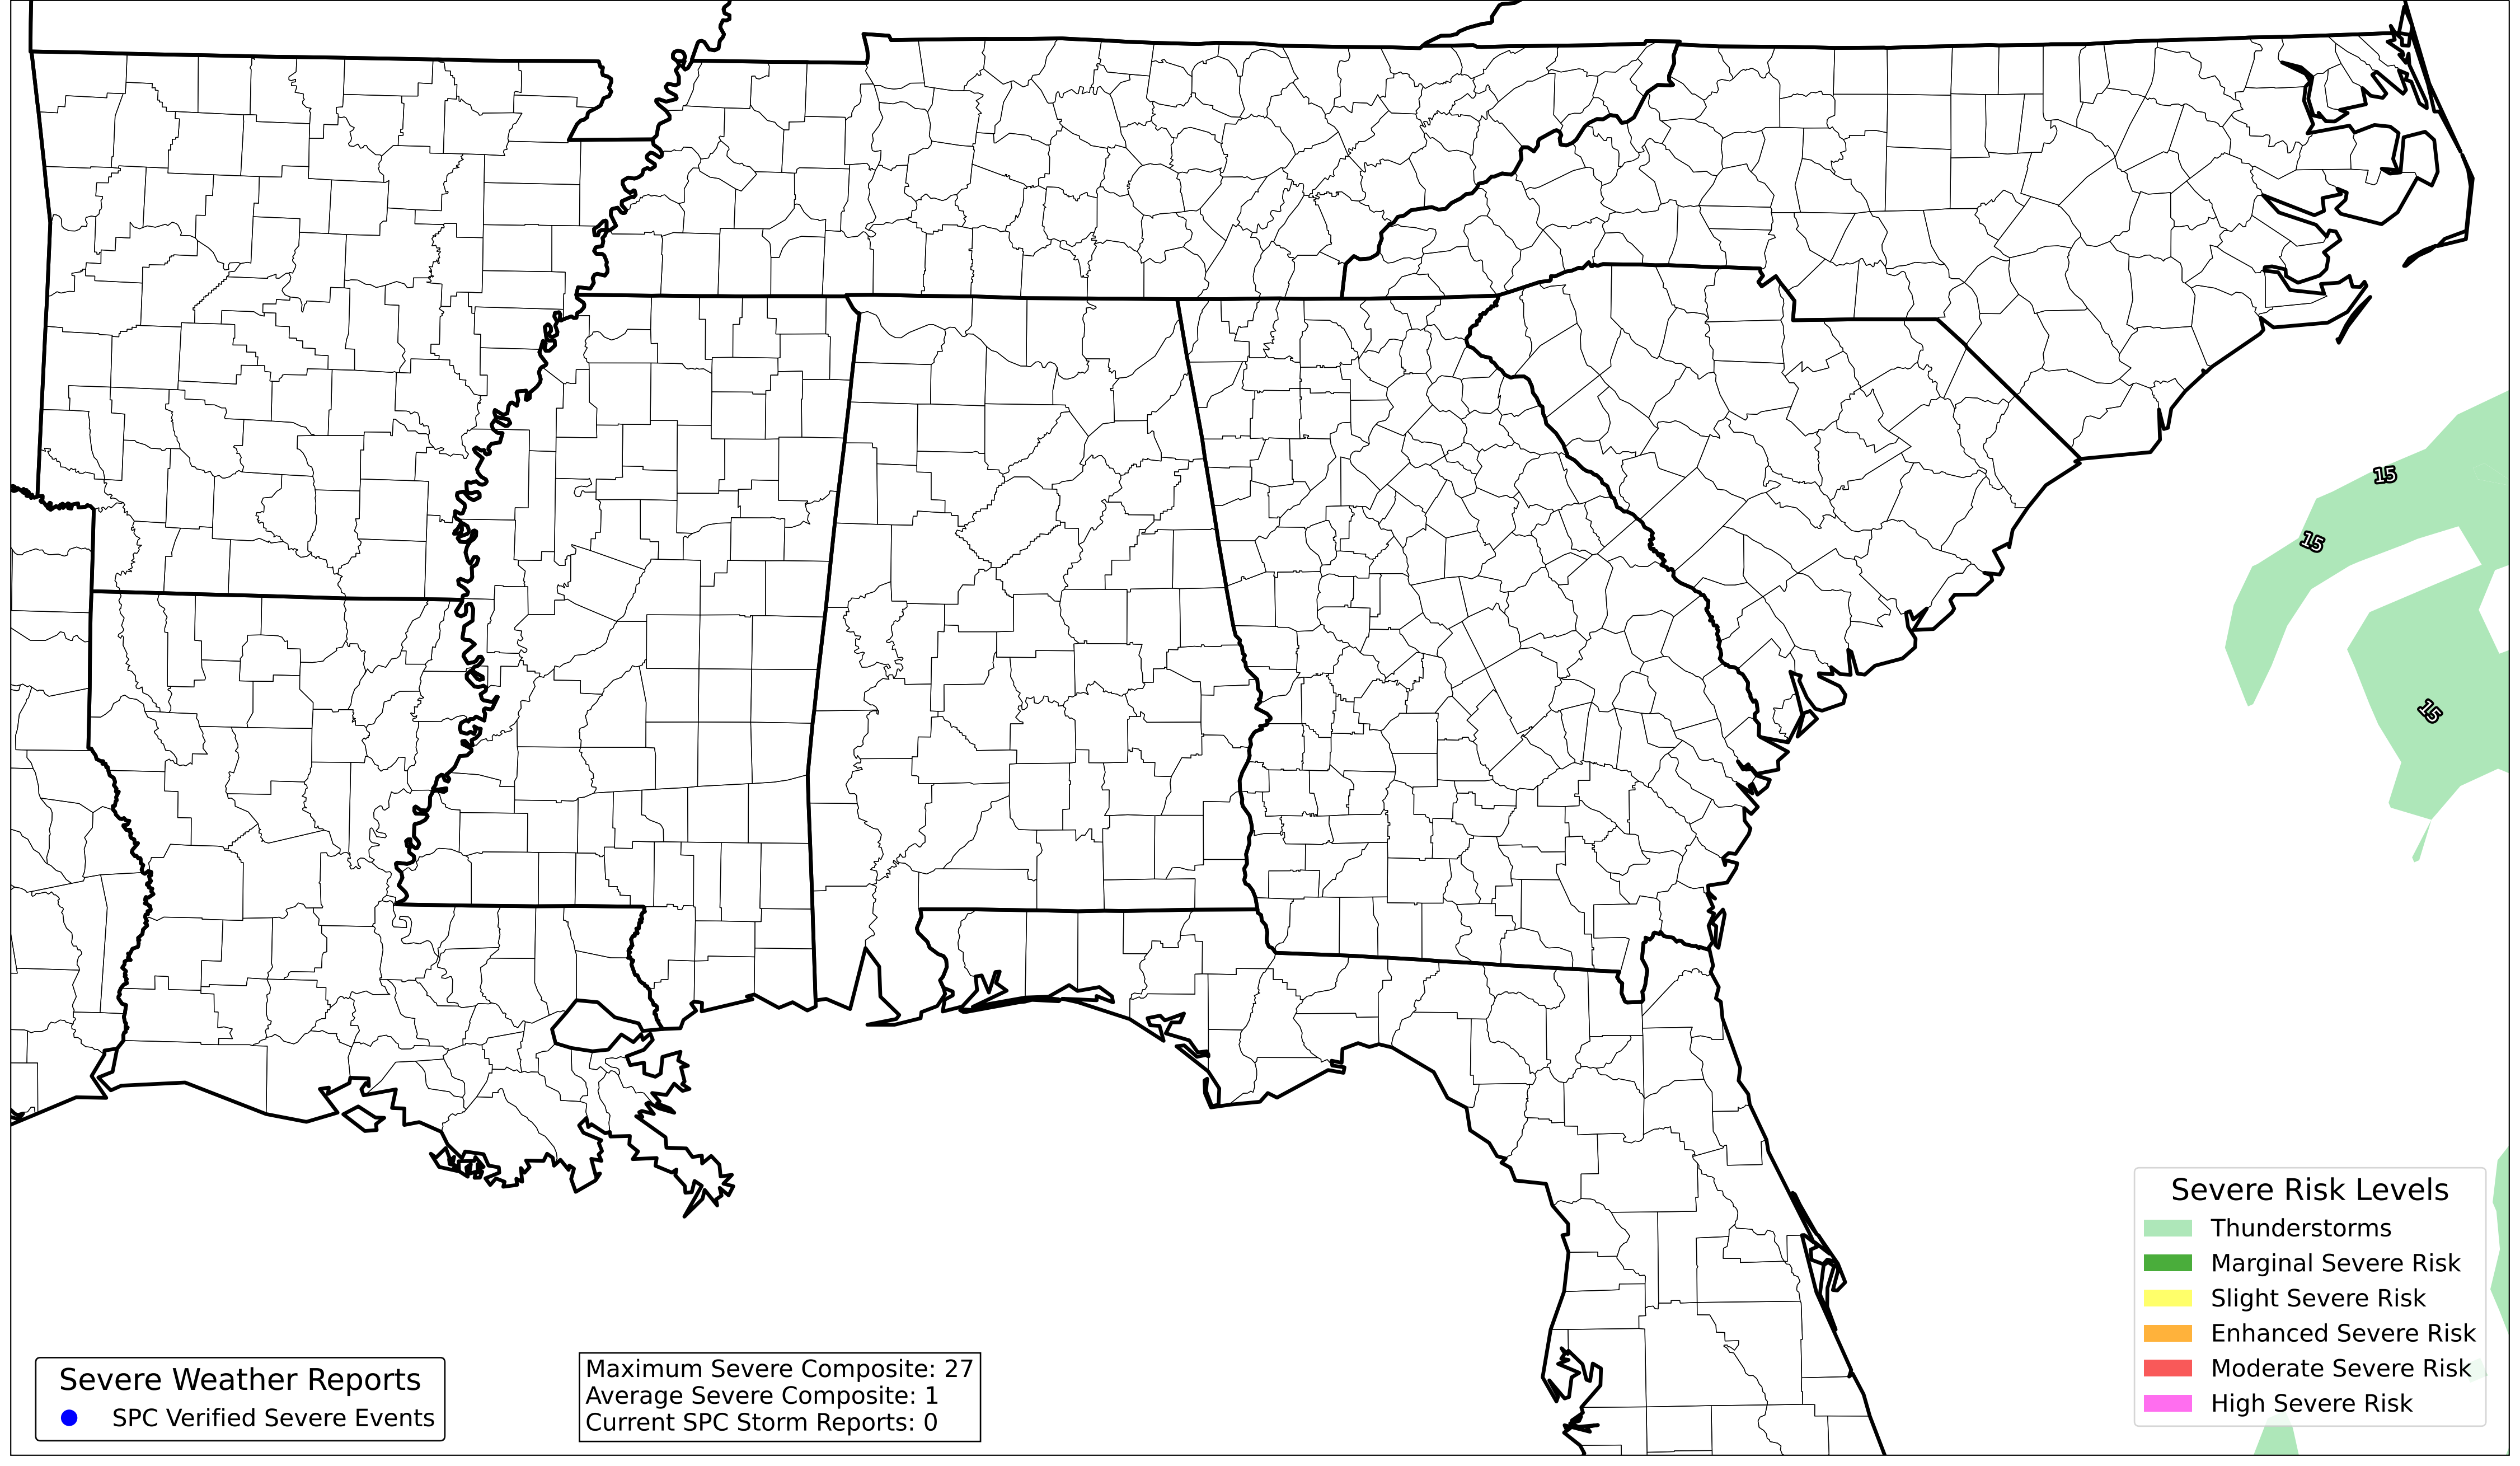 15
15
15
Severe Risk Levels
Thunderstorms
Marginal Severe Risk
Slight Severe Risk
Enhanced Severe Risk
Moderate Severe Risk
High Severe Risk
Severe Weather Reports
SPC Verified Severe Events
Maximum Severe Composite: 27
Average Severe Composite: 1
Current SPC Storm Reports: 0